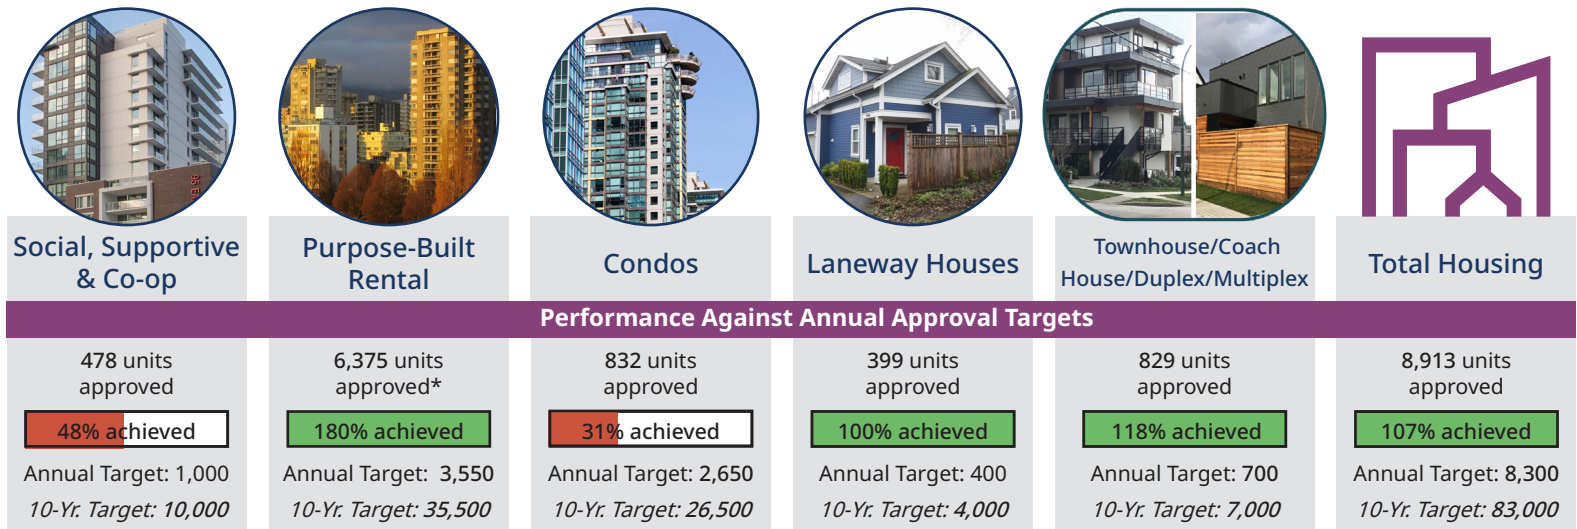 Social, Supportive
& Co-op
Purpose-Built
Rental
Condos
Laneway Houses
Townhouse/Coach
House/Duplex/Multiplex
Total Housing
Performance Against Annual Approval Targets
478 units
approved
48% achieved
Annual Target: 1,000
10-Yr. Target: 10,000
6,375 units
approved*
180% achieved
Annual Target: 3,550
10-Yr. Target: 35,500
832 units
approved
31% achieved
Annual Target: 2,650
10-Yr. Target: 26,500
399 units
approved
100% achieved
Annual Target: 400
10-Yr. Target: 4,000
829 units
approved
118% achieved
Annual Target: 700
10-Yr. Target: 7,000
8,913 units
approved
107% achieved
Annual Target: 8,300
10-Yr. Target: 83,000